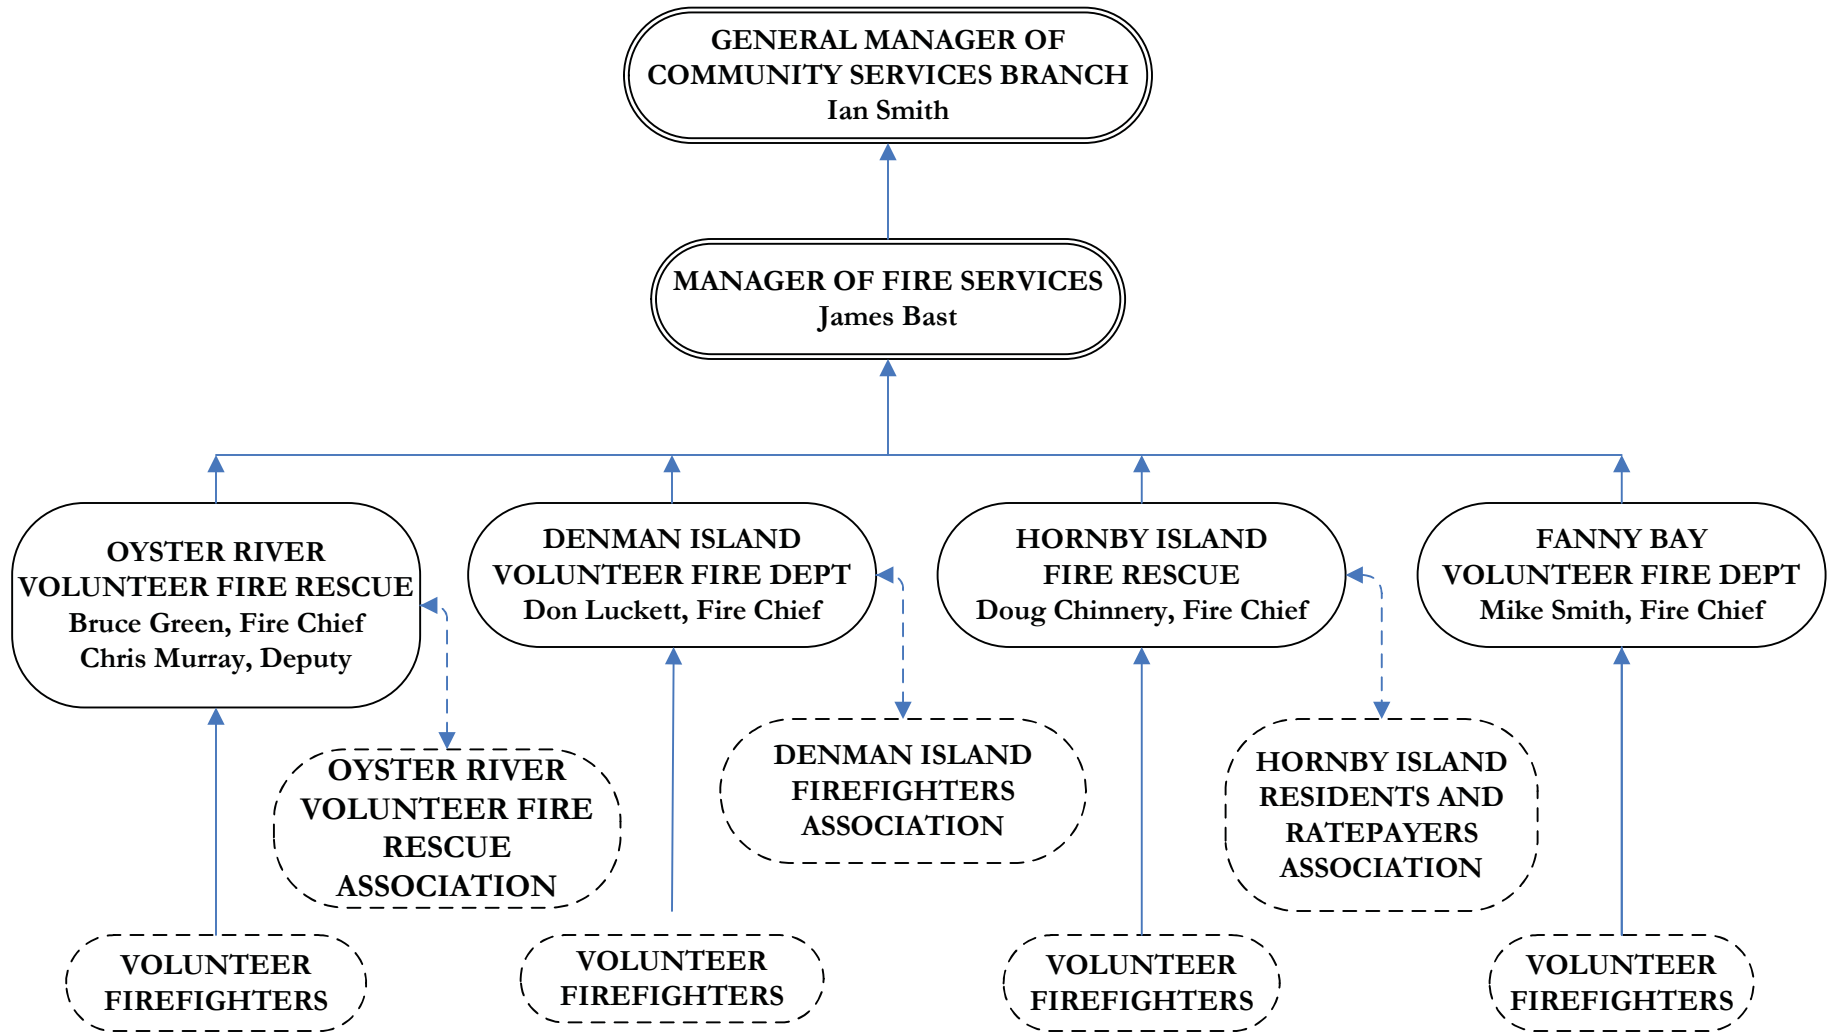 GENERAL MANAGER OF
COMMUNITY SERVICES BRANCH
Ian Smith
MANAGER OF FIRE SERVICES
James Bast
OYSTER RIVER
VOLUNTEER FIRE RESCUE
Bruce Green, Fire Chief
Chris Murray, Deputy
DENMAN ISLAND
VOLUNTEER FIRE DEPT
Don Luckett, Fire Chief
HORNBY ISLAND
FIRE RESCUE
Doug Chinnery, Fire Chief
FANNY BAY
VOLUNTEER FIRE DEPT
Mike Smith, Fire Chief
OYSTER RIVER
VOLUNTEER FIRE
RESCUE
ASSOCIATION
DENMAN ISLAND
FIREFIGHTERS
ASSOCIATION
HORNBY ISLAND
RESIDENTS AND
RATEPAYERS
ASSOCIATION
VOLUNTEER
FIREFIGHTERS
VOLUNTEER
FIREFIGHTERS
VOLUNTEER
FIREFIGHTERS
VOLUNTEER
FIREFIGHTERS